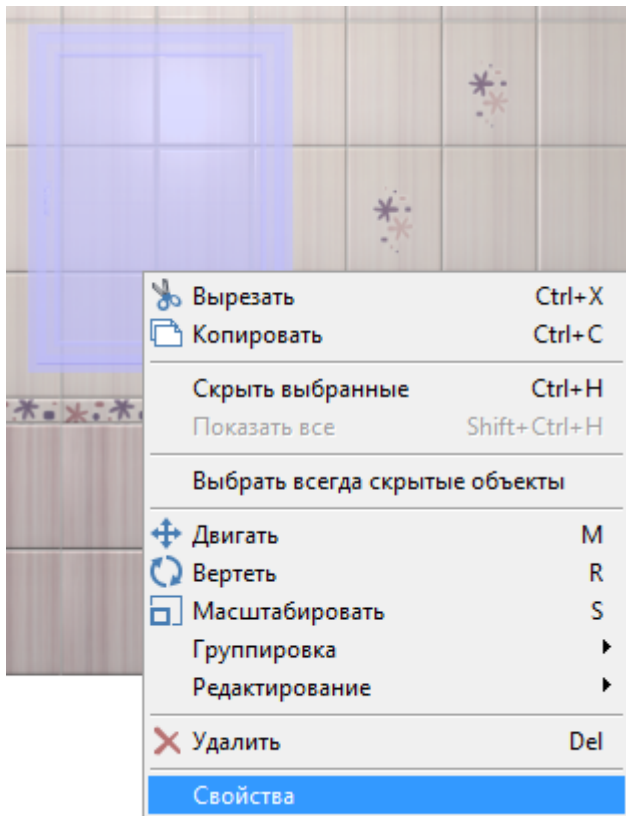 Вырезать Ctrl+X
Копировать Ctrl+C
Скрыть выбранные Ctrl+H
Показать все Shift+Ctrl+H
Выбрать всегда скрытые объекты
Двигать M
Вертеть R
Масштабировать S
Группировка
Редактирование
Удалить Del
Свойства